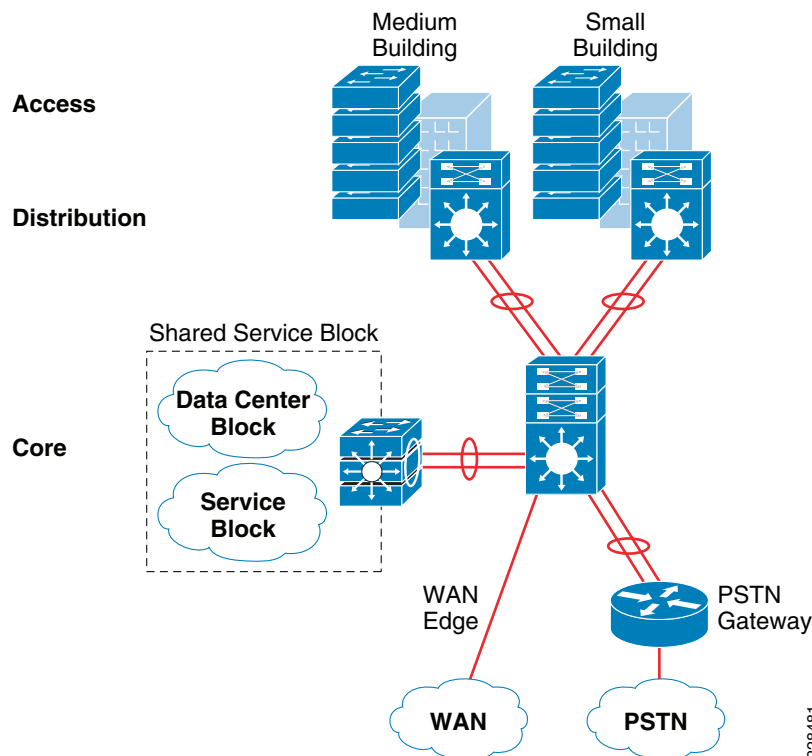 Medium
Building
Small
Building
Access
Distribution
Shared Service Block
Data Center
Block
Core
Service
Block
WAN
Edge
PSTN
Gateway
WAN
PSTN